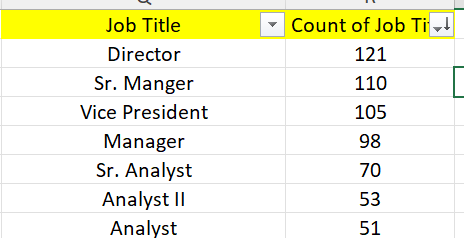 Job Title Count of Job Ti
Director 121
Sr. Manger 110
Vice President 105
Manager 98
Sr. Analyst 70
Analyst II 53
Analyst 51